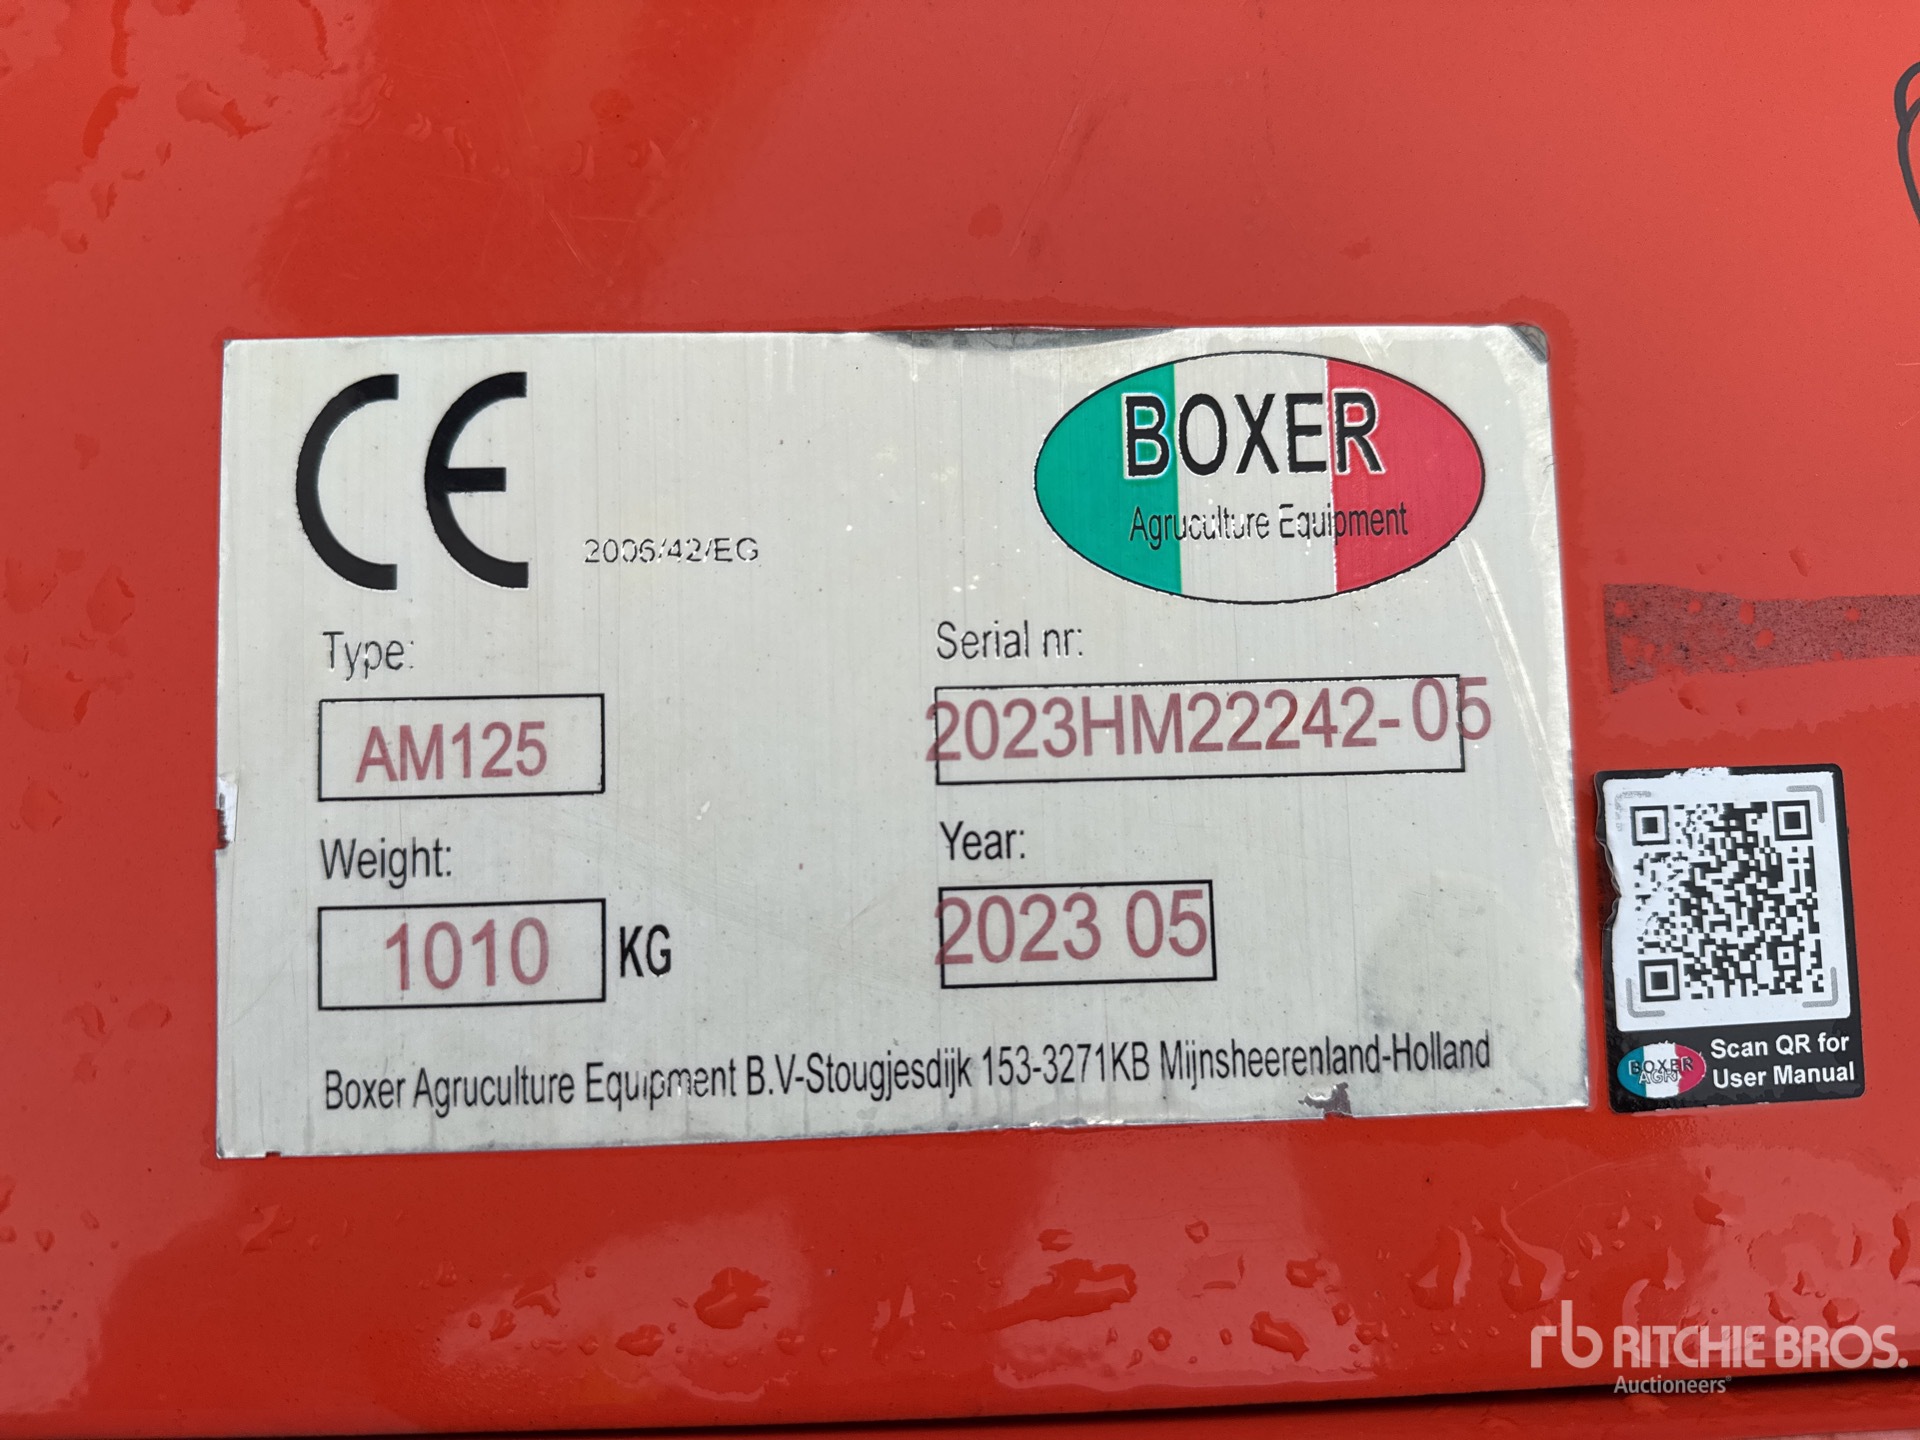 CE
2006/42/EG
BOXER
Agruculture Equipment
Type:
AM125
Serial nr:
2023HM22242-05
Weight:
1010 KG
Year:
2023 05
Boxer Agruculture Equipment B.V-Stougjesdijk 153-3271KB Mijnsheerenland-Holland
BOXER
AGRI
Scan QR for
User Manual
rb RITCHIE BROS.
Auctioneers